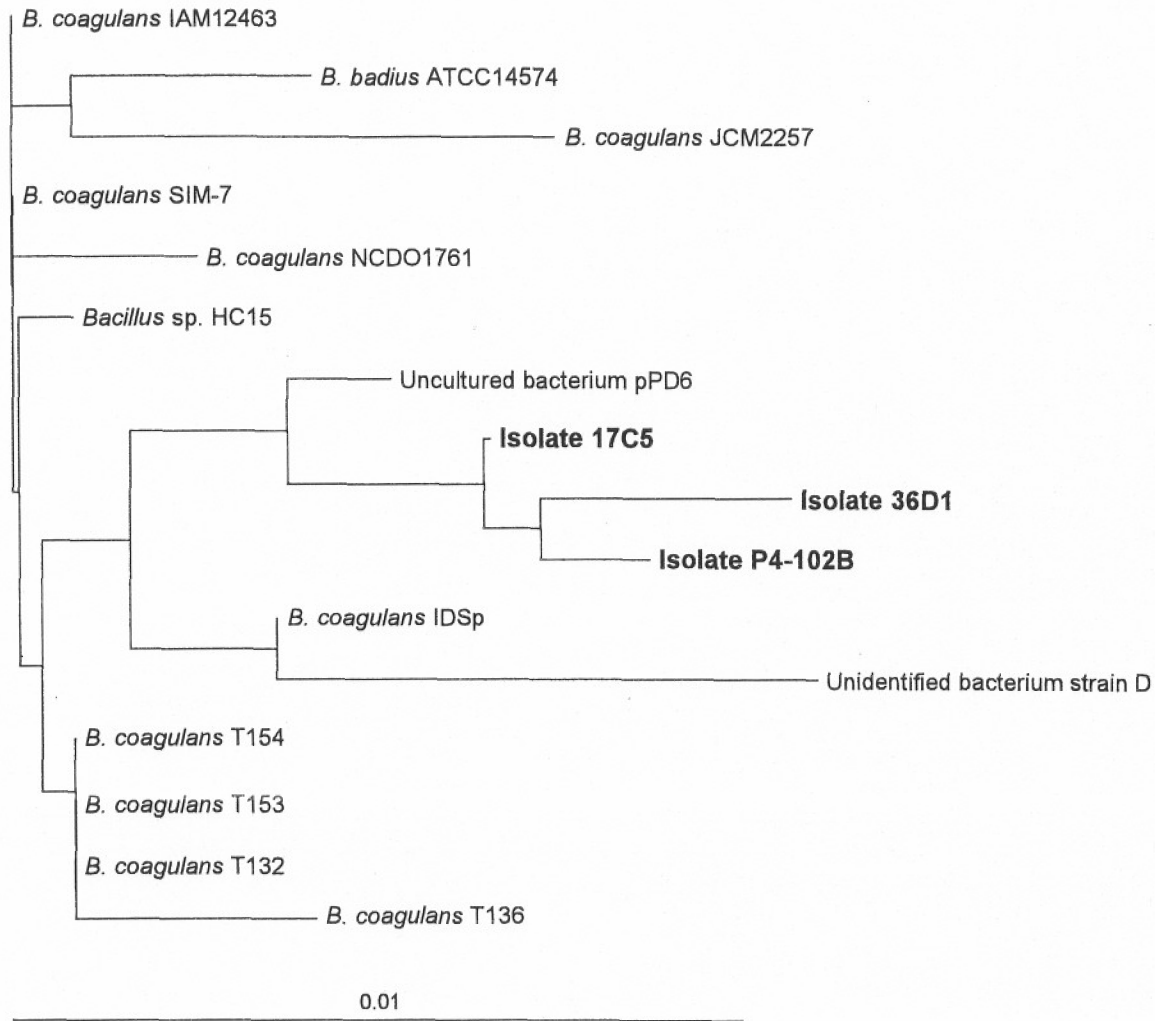 B. coagulans IAM12463
B. badius ATCC14574
B. coagulans JCM2257
B. coagulans SIM-7
B. coagulans NCDO1761
Bacillus sp. HC15
Uncultured bacterium pPD6
Isolate 17C5
Isolate 36D1
Isolate P4-102B
B. coagulans IDSp
Unidentified bacterium strain D
B. coagulans T154
B. coagulans T153
B. coagulans T132
B. coagulans T136
0.01